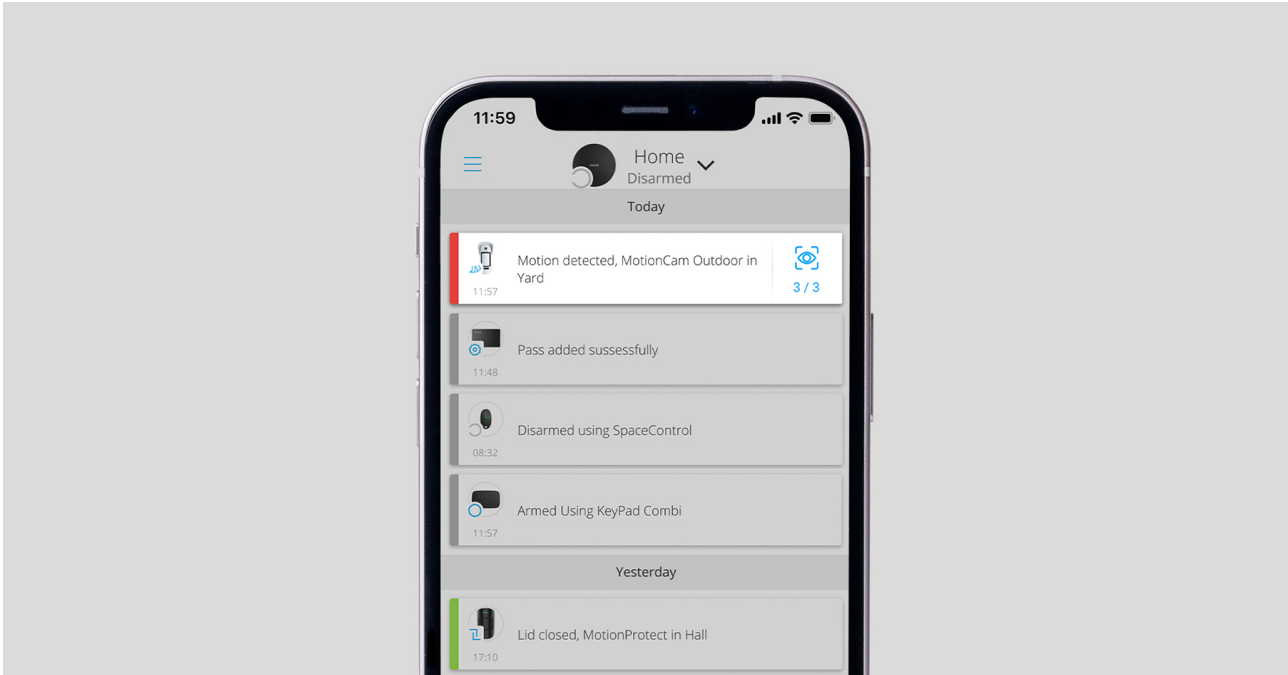 11:59
Home
Disarmed
Today
Motion detected, MotionCam Outdoor in
Yard
11:57
3 / 3
Pass added sussessfully
11:48
Disarmed using SpaceControl
08:32
Armed Using KeyPad Combi
11:57
Yesterday
Lid closed, MotionProtect in Hall
17:10